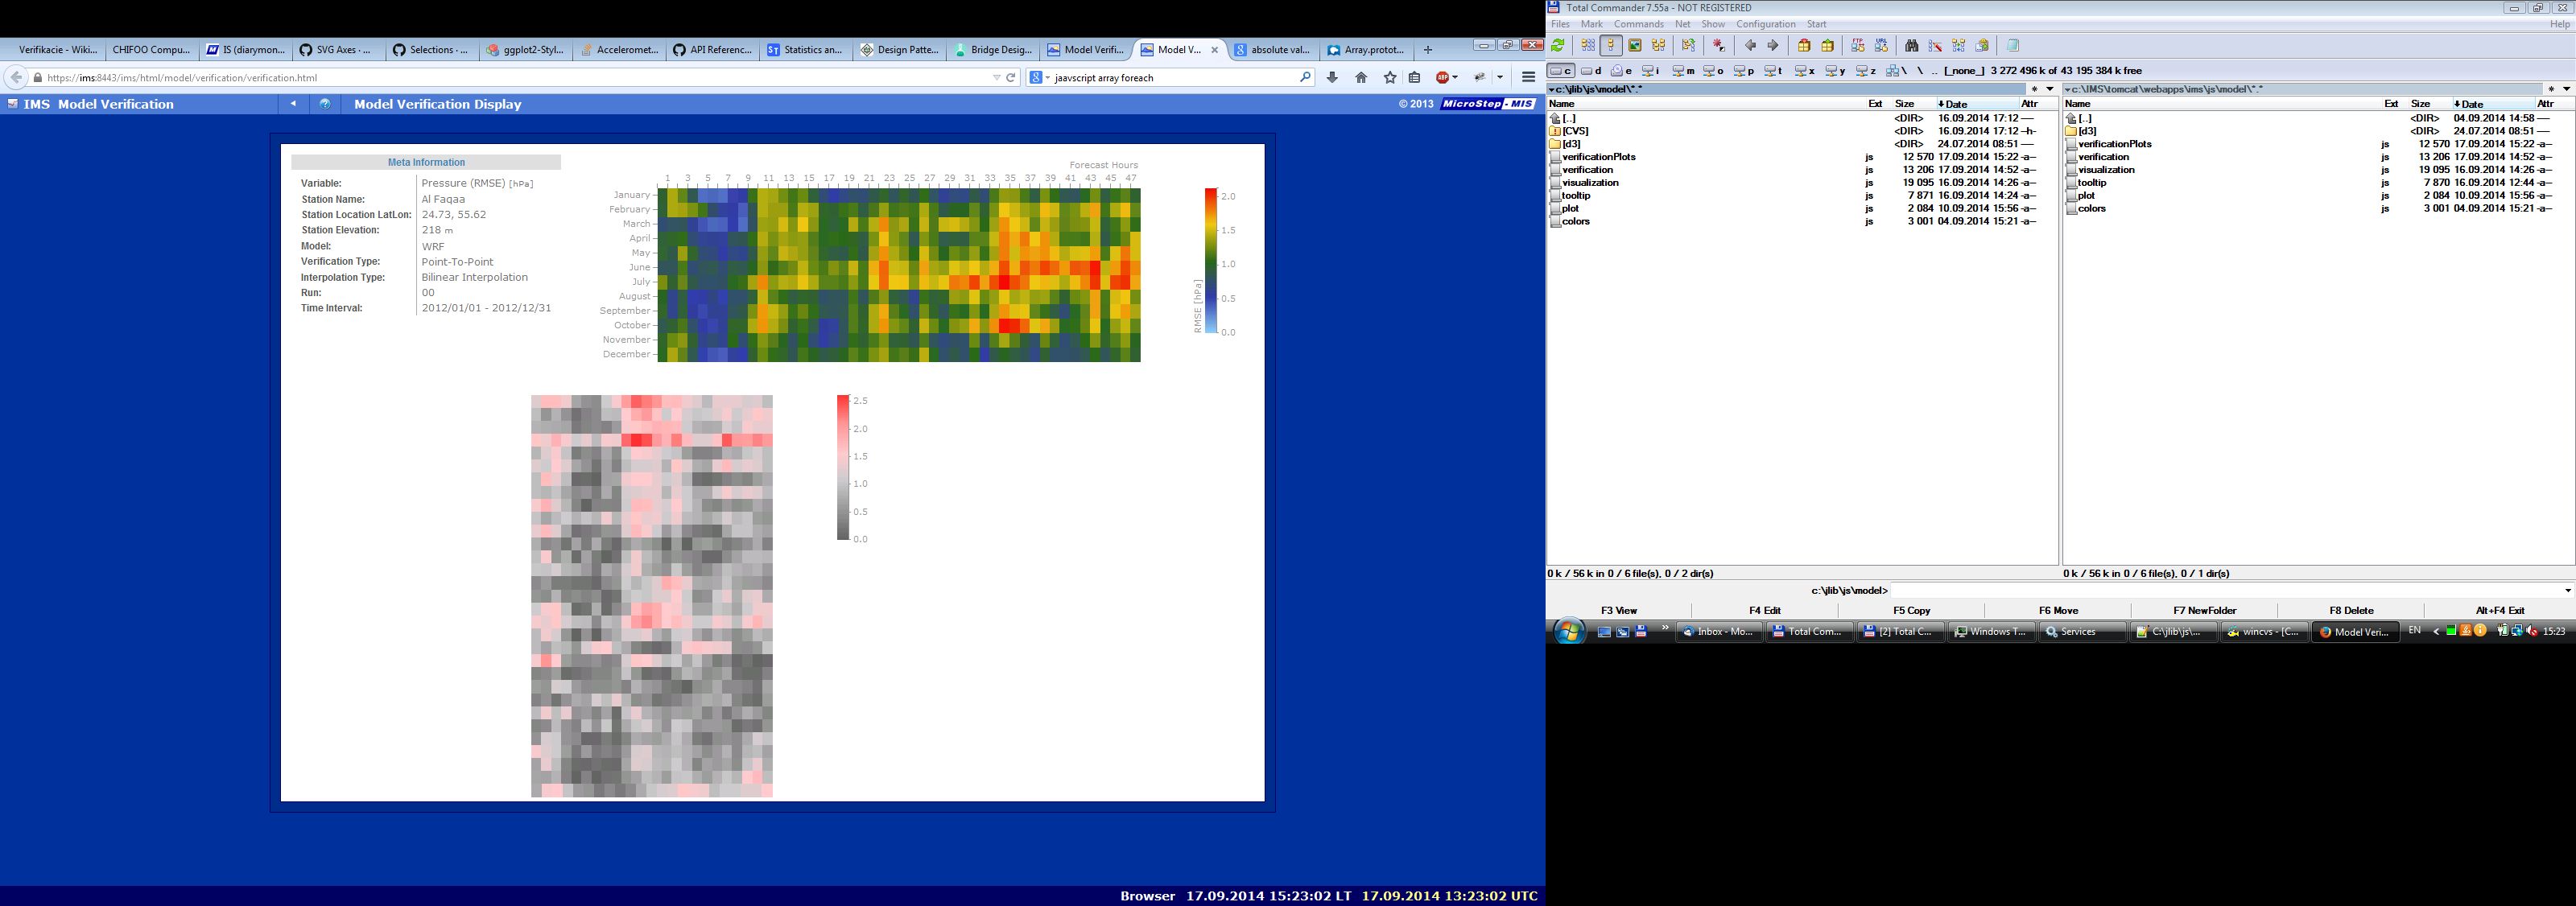 Verifikacie - Wiki...
CHIFOO Compu...
IS (diarymon...
SVG Axes · ...
Selections · ...
ggplot2-Styl...
Acceleromet...
API Referenc...
Statistics an...
Design Patte...
Bridge Desig...
Model Verifi...
Model V...
absolute val...
Array.protot...
https://ims:8443/ims/html/model/verification/verification.html
jaavscript array foreach
IMS Model Verification
Model Verification Display
© 2013 MicroStep - MIS
Meta Information
Variable: Pressure (RMSE) [hPa]
Station Name: Al Faqaa
Station Location LatLon: 24.73, 55.62
Station Elevation: 218 m
Model: WRF
Verification Type: Point-To-Point
Interpolation Type: Bilinear Interpolation
Run: 00
Time Interval: 2012/01/01 - 2012/12/31
Forecast Hours
1 3 5 7 9 11 13 15 17 19 21 23 25 27 29 31 33 35 37 39 41 43 45 47
January
February
March
April
May
June
July
August
September
October
November
December
RMSE [hPa]
2.0
1.5
1.0
0.5
0.0
2.5
2.0
1.5
1.0
0.5
0.0
Browser 17.09.2014 15:23:02 LT 17.09.2014 13:23:02 UTC
Total Commander 7.55a - NOT REGISTERED
Files Mark Commands Net Show Configuration Start Help
c d e i m o p t x y z \ \ .. [_none_] 3 272 496 k of 43 195 384 k free
c:\jlib\js\model\*.*
Name Ext Size Date Attr
[..] <DIR> 16.09.2014 17:12 ----
[CVS] <DIR> 16.09.2014 17:12 --h-
[d3] <DIR> 24.07.2014 08:51 ----
verificationPlots js 12 570 17.09.2014 15:22 -a--
verification js 13 206 17.09.2014 14:52 -a--
visualization js 19 095 16.09.2014 14:26 -a--
tooltip js 7 871 16.09.2014 14:24 -a--
plot js 2 084 10.09.2014 15:56 -a--
colors js 3 001 04.09.2014 15:21 -a--
0 k / 56 k in 0 / 6 file(s), 0 / 2 dir(s)
c:\IMS\tomcat\webapps\ims\js\model\*.*
Name Ext Size Date Attr
[..] <DIR> 04.09.2014 14:58 ----
[d3] <DIR> 24.07.2014 08:51 ----
verificationPlots js 12 570 17.09.2014 15:22 -a--
verification js 13 206 17.09.2014 14:52 -a--
visualization js 19 095 16.09.2014 14:26 -a--
tooltip js 7 870 16.09.2014 12:44 -a--
plot js 2 084 10.09.2014 15:56 -a--
colors js 3 001 04.09.2014 15:21 -a--
0 k / 56 k in 0 / 6 file(s), 0 / 1 dir(s)
c:\jlib\js\model>
F3 View F4 Edit F5 Copy F6 Move F7 NewFolder F8 Delete Alt+F4 Exit
Inbox - Mo...
Total Com...
[2] Total C...
Windows T...
Services
C:\jlib\js\...
wincvs - [C...
Model Veri...
EN
15:23